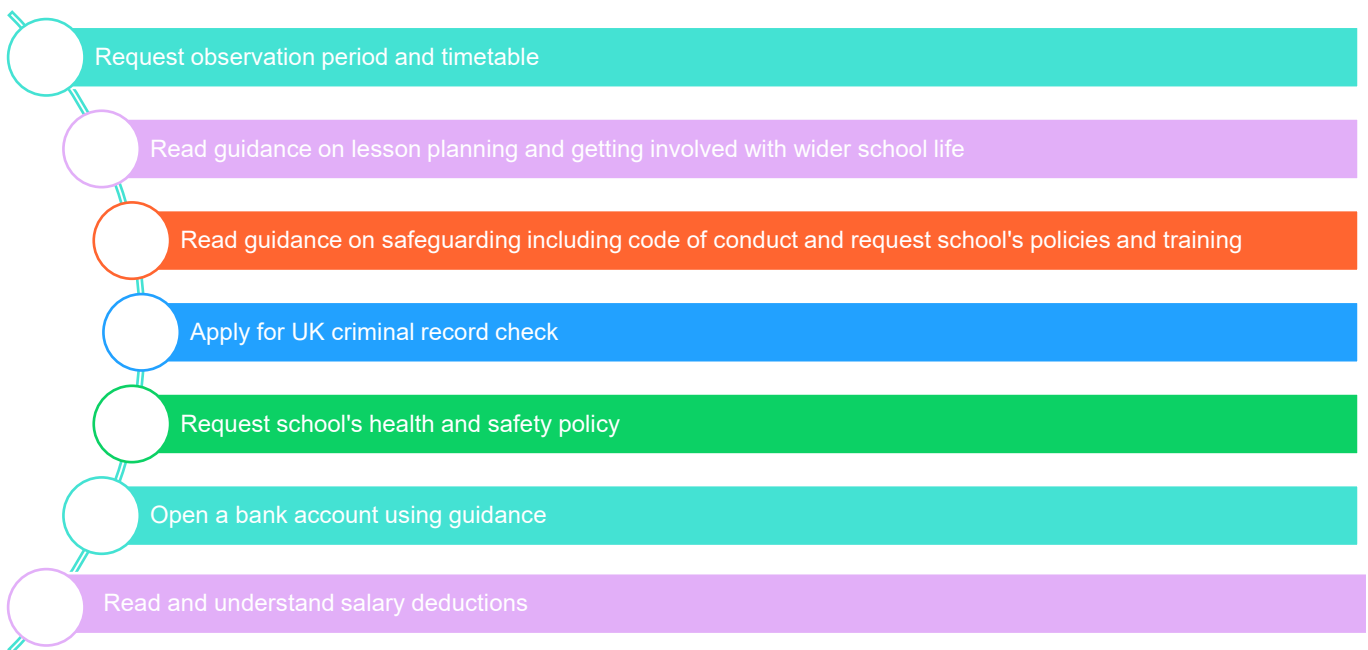 Request observation period and timetable
Read guidance on lesson planning and getting involved with wider school life
Read guidance on safeguarding including code of conduct and request school's policies and training
Apply for UK criminal record check
Request school's health and safety policy
Open a bank account using guidance
Read and understand salary deductions